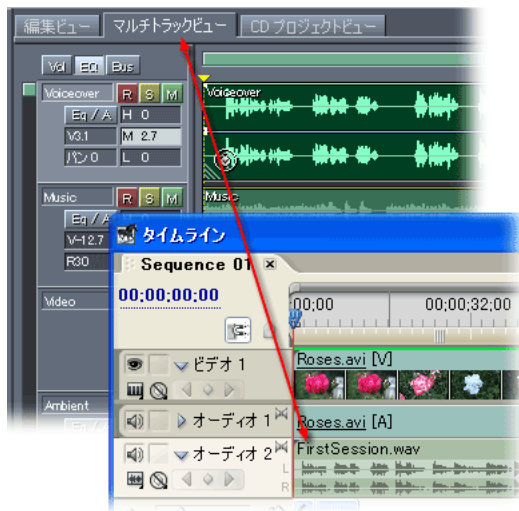 編集ビュー マルチトラックビュー CD プロジェクトビュー
Vol EQ Bus
Voiceover R S M
Eq / A H 0
V3.1 M 2.7
パン 0 L 0
Voiceover
Music R S M
Eq / A
V-12.7
R30
Music
Video
Ambient
タイムライン
Sequence 01
00;00;00;00
00;00 00;00;32;00
ビデオ 1
Roses.avi [V]
オーディオ 1
Roses.avi [A]
オーディオ 2
FirstSession.wav
L
R